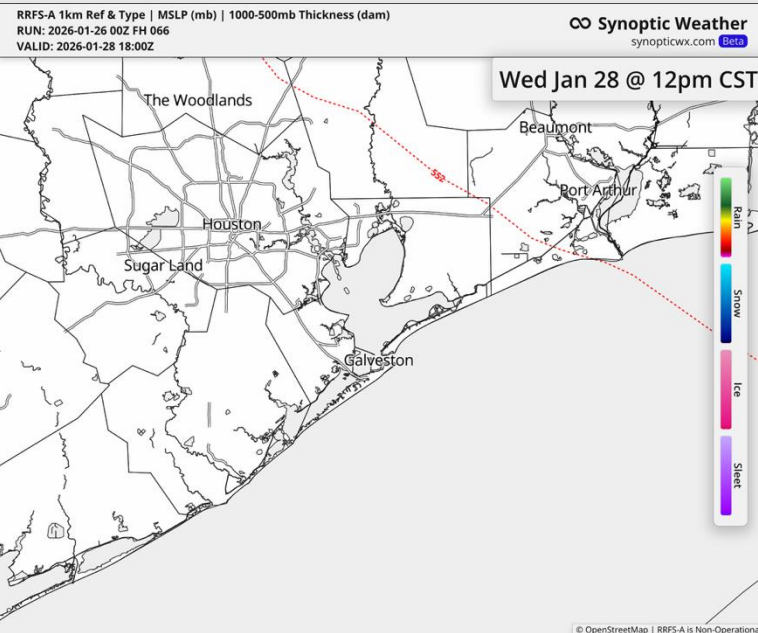 RRFS-A 1km Ref & Type | MSLP (mb) | 1000-500mb Thickness (dam)
RUN: 2026-01-26 00Z FH 066
VALID: 2026-01-28 18:00Z
Synoptic Weather
synopticwx.com Beta
Wed Jan 28 @ 12pm CST
The Woodlands
Beaumont
552
Port Arthur
Houston
Sugar Land
Galveston
Rain
Snow
Ice
Sleet
© OpenStreetMap | RRFS-A is Non-Operationa